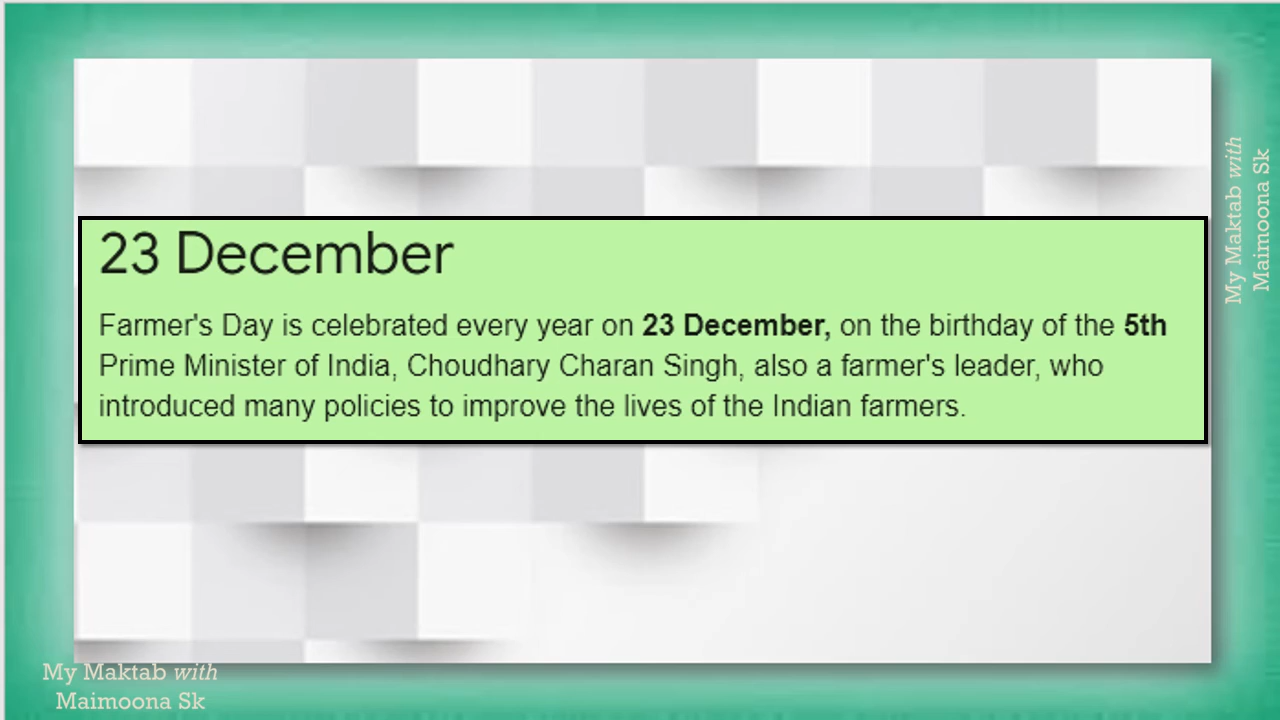 23 December
Farmer's Day is celebrated every year on 23 December, on the birthday of the 5th
Prime Minister of India, Choudhary Charan Singh, also a farmer's leader, who
introduced many policies to improve the lives of the Indian farmers.
My Maktab with
Maimoona Sk
My Maktab with
Maimoona Sk